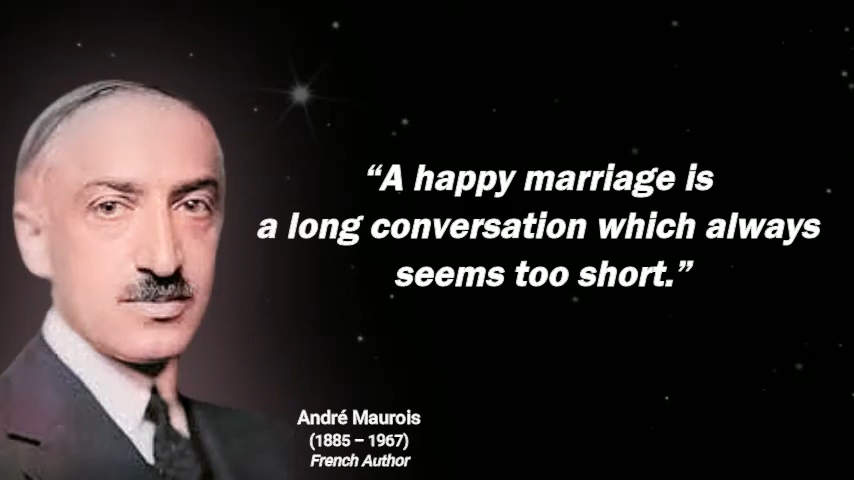 “A happy marriage is
a long conversation which always
seems too short.”
André Maurois
(1885 – 1967)
French Author